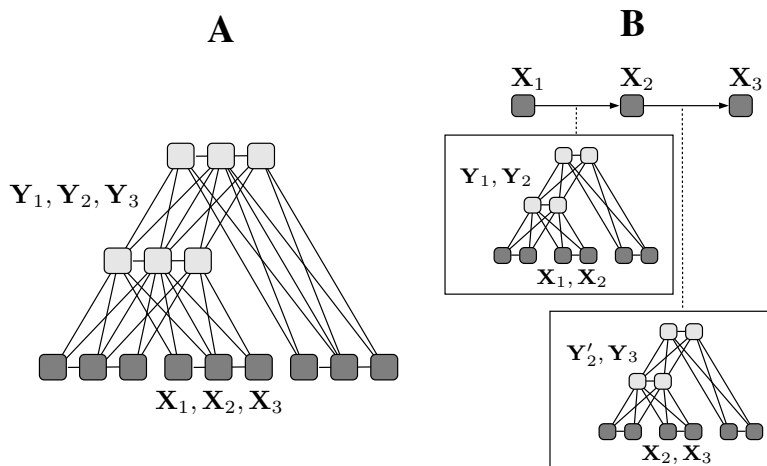 A
Y₁, Y₂, Y₃
X₁, X₂, X₃
B
X₁ X₂ X₃
Y₁, Y₂
X₁, X₂
Y′₂, Y₃
X₂, X₃